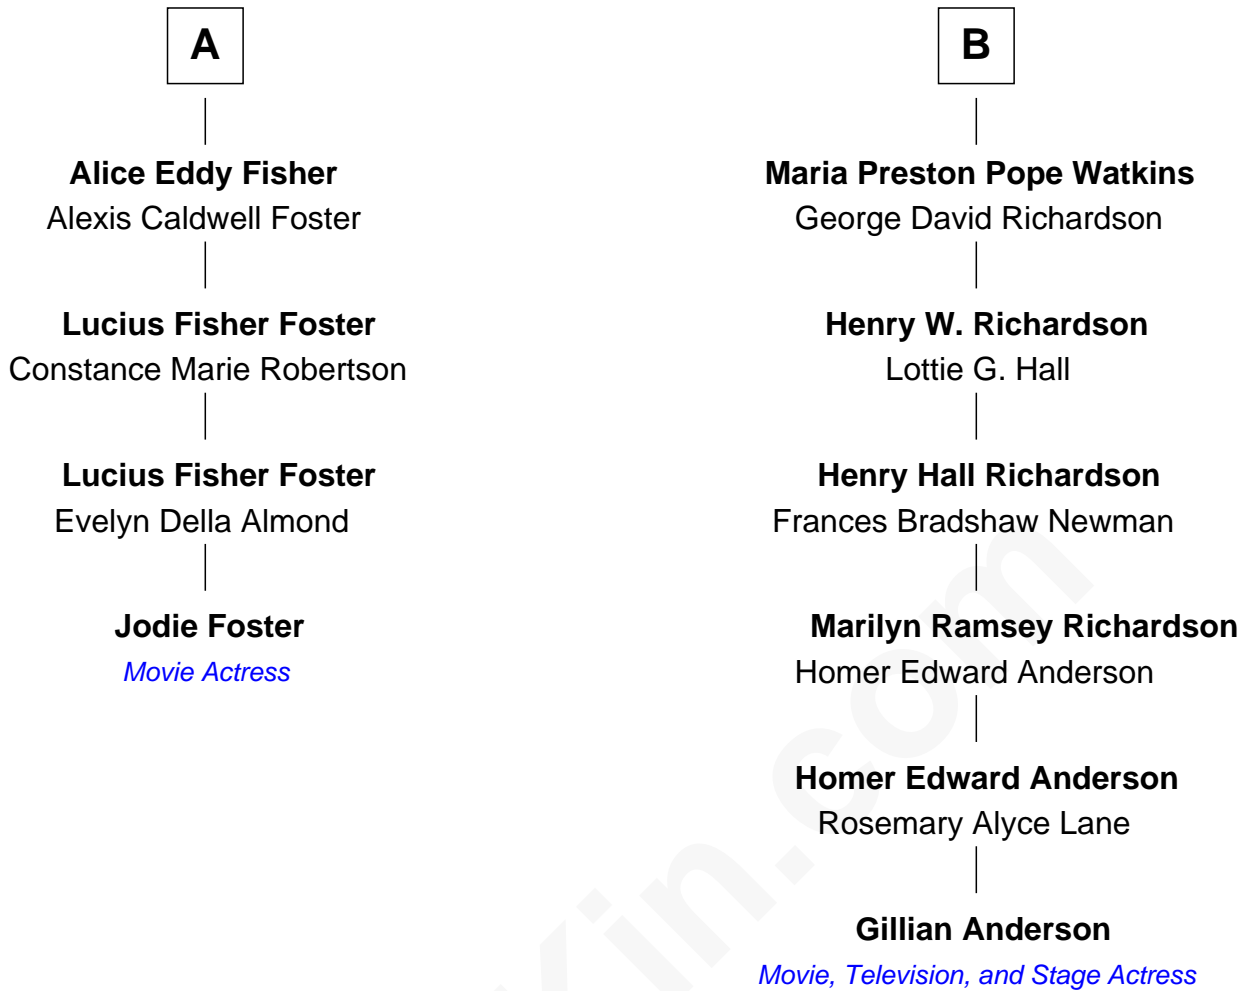 A
Alice Eddy Fisher
Alexis Caldwell Foster
Lucius Fisher Foster
Constance Marie Robertson
Lucius Fisher Foster
Evelyn Della Almond
Jodie Foster
Movie Actress
B
Maria Preston Pope Watkins
George David Richardson
Henry W. Richardson
Lottie G. Hall
Henry Hall Richardson
Frances Bradshaw Newman
Marilyn Ramsey Richardson
Homer Edward Anderson
Homer Edward Anderson
Rosemary Alyce Lane
Gillian Anderson
Movie, Television, and Stage Actress